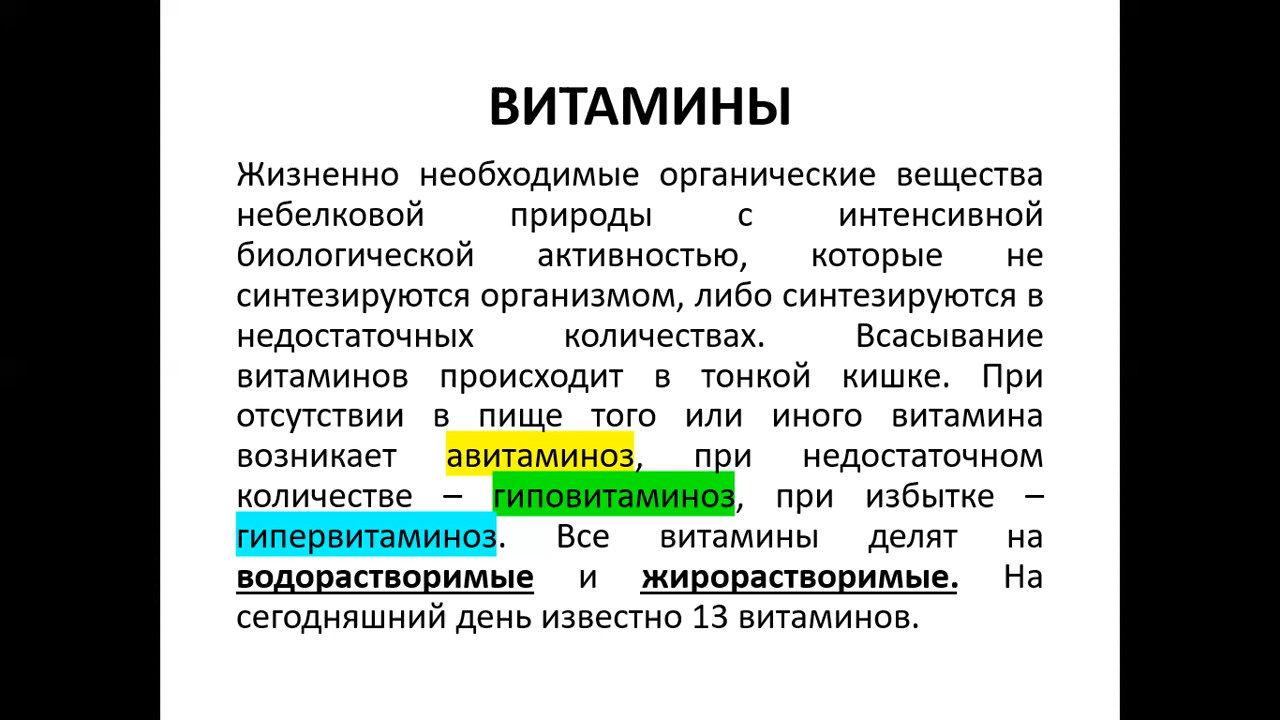 ВИТАМИНЫ
Жизненно необходимые органические вещества
небелковой природы с интенсивной
биологической активностью, которые не
синтезируются организмом, либо синтезируются в
недостаточных количествах. Всасывание
витаминов происходит в тонкой кишке. При
отсутствии в пище того или иного витамина
возникает авитаминоз, при недостаточном
количестве – гиповитаминоз, при избытке –
гипервитаминоз. Все витамины делят на
водорастворимые и жирорастворимые. На
сегодняшний день известно 13 витаминов.